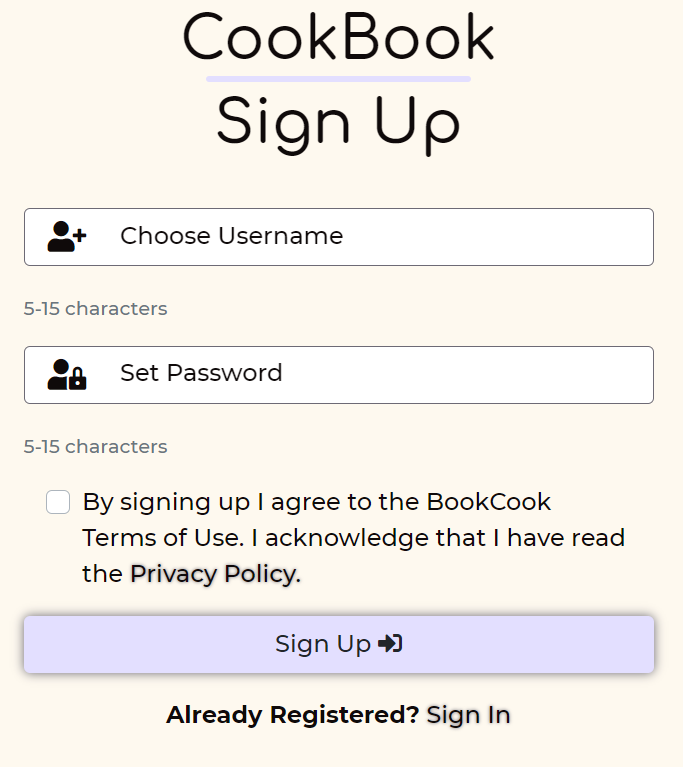 CookBook
Sign Up
Choose Username
5-15 characters
Set Password
5-15 characters
By signing up I agree to the BookCook
Terms of Use. I acknowledge that I have read
the Privacy Policy.
Sign Up
Already Registered? Sign In